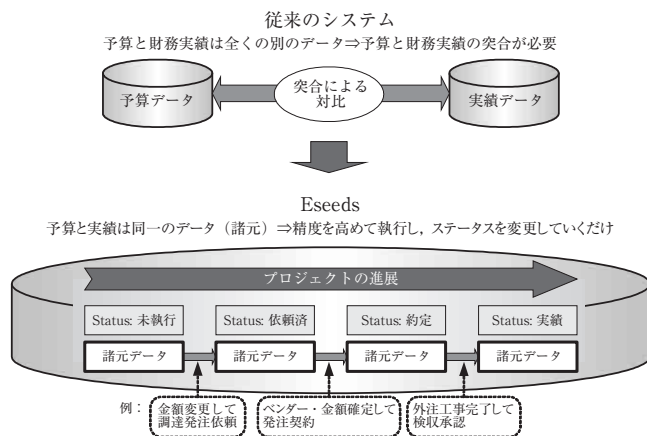 従来のシステム
予算と財務実績は全くの別のデータ⇒予算と財務実績の突合が必要
予算データ
突合による
対比
実績データ
Eseeds
予算と実績は同一のデータ（諸元）⇒精度を高めて執行し，ステータスを変更していくだけ
プロジェクトの進展
Status: 未執行
Status: 依頼済
Status: 約定
Status: 実績
諸元データ
諸元データ
諸元データ
諸元データ
例：
金額変更して
調達発注依頼
ベンダー・金額確定して
発注契約
外注工事完了して
検収承認